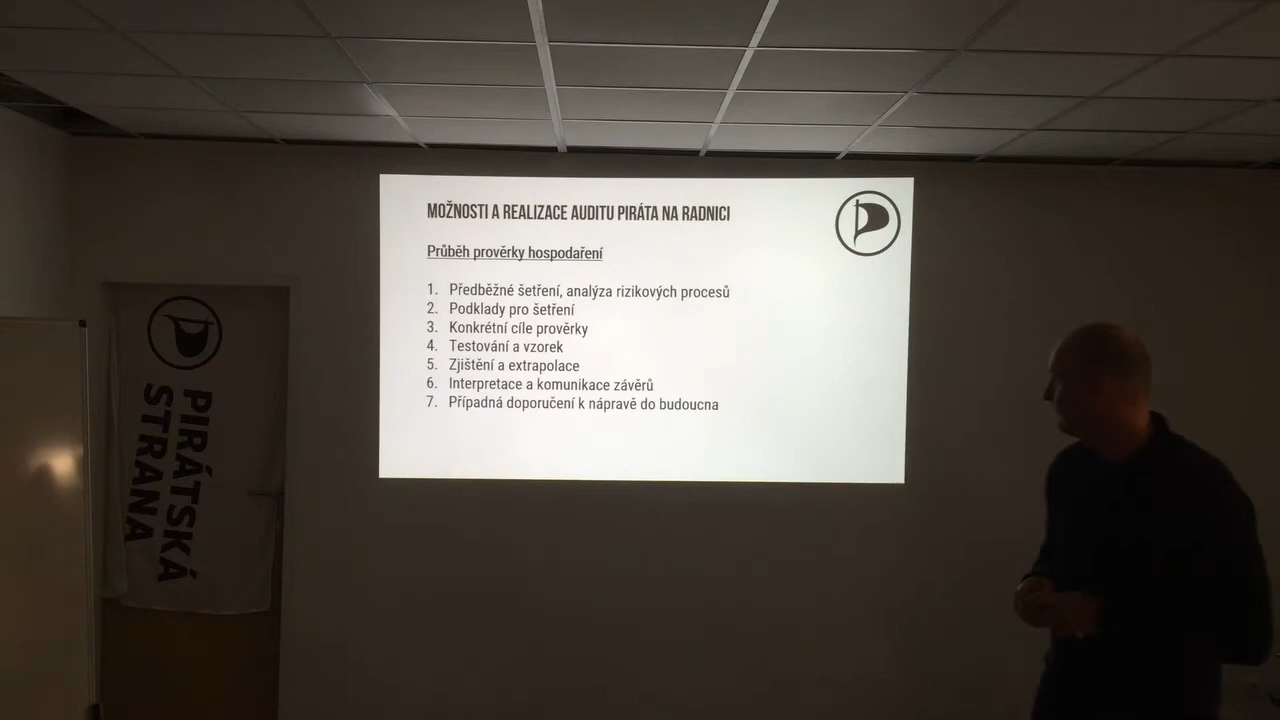 MOŽNOSTI A REALIZACE AUDITU PIRÁTA NA RADNICI
Průběh prověrky hospodaření
1. Předběžné šetření, analýza rizikových procesů
2. Podklady pro šetření
3. Konkrétní cíle prověrky
4. Testování a vzorek
5. Zjištění a extrapolace
6. Interpretace a komunikace závěrů
7. Případná doporučení k nápravě do budoucna
PIRÁTSKÁ
STRANA